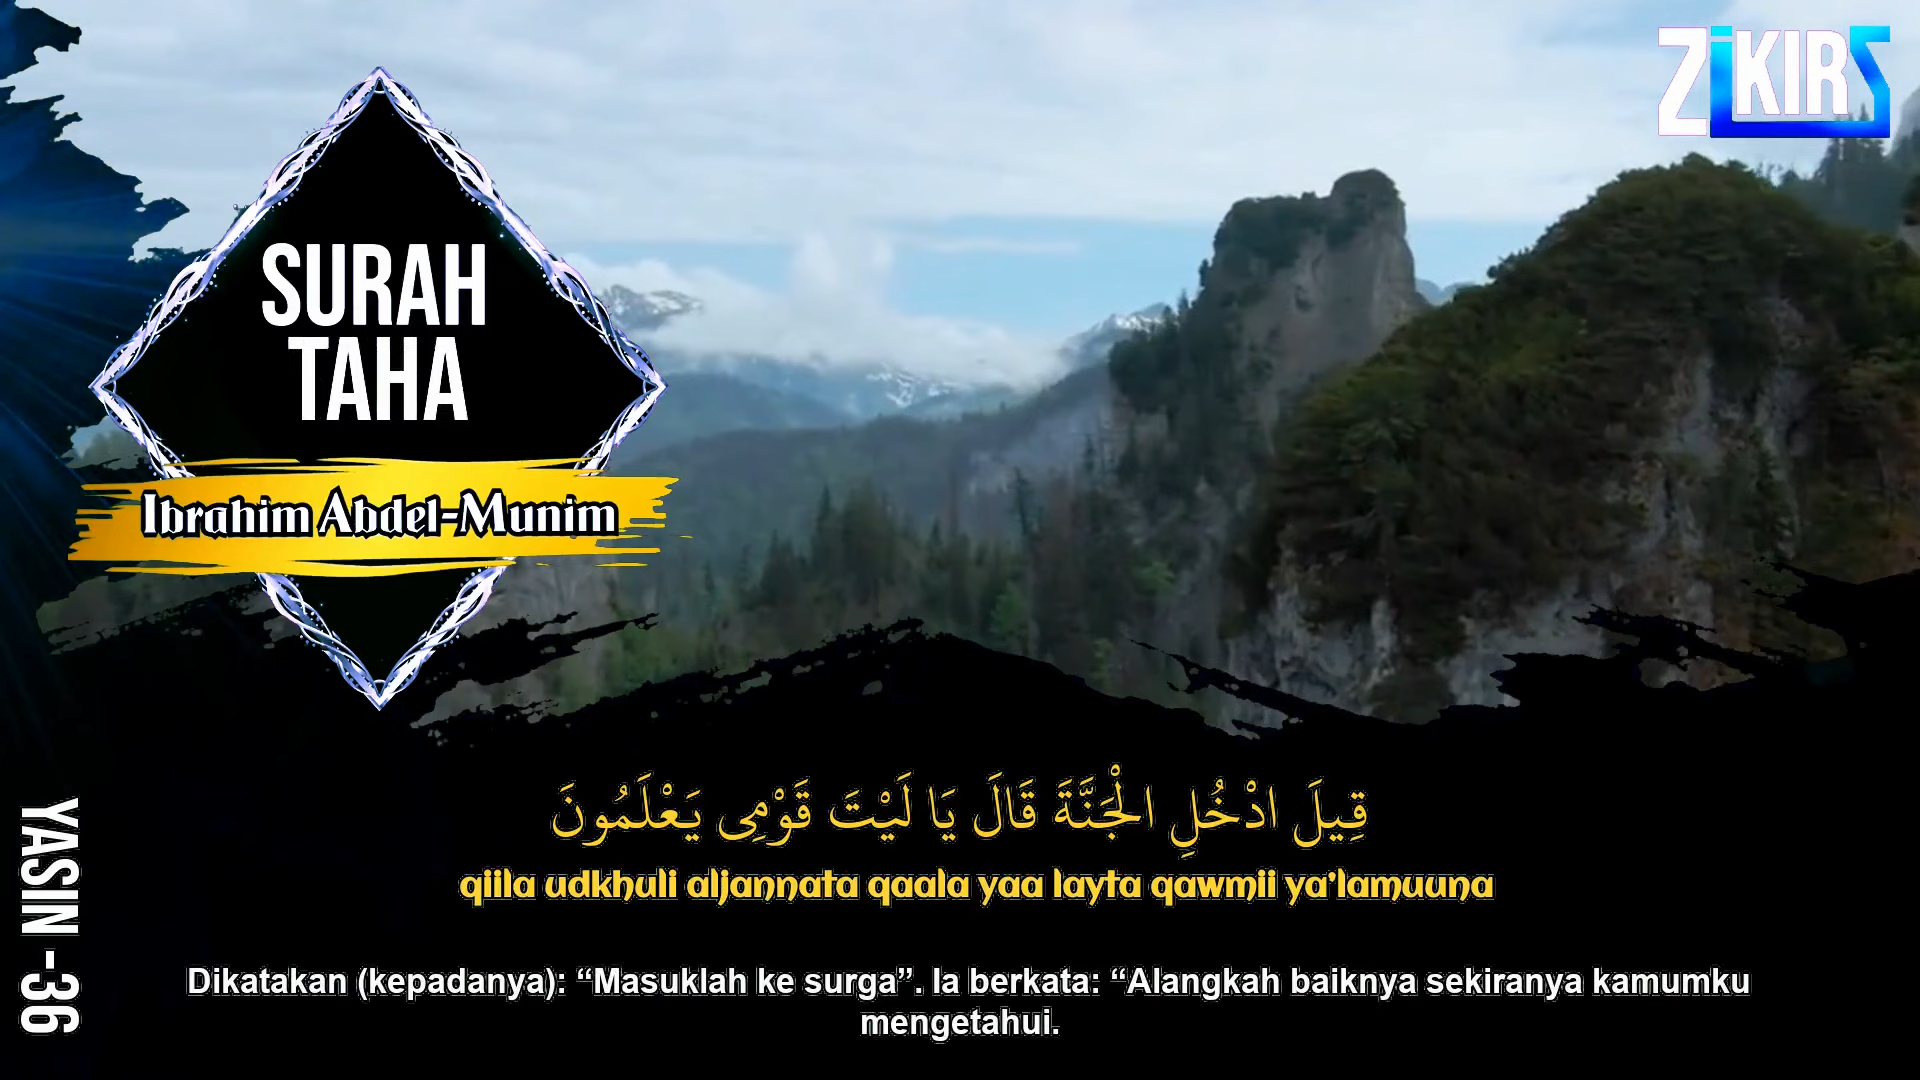 ZiKIRS
SURAH
TAHA
Ibrahim Abdel-Munim
قِيلَ ادْخُلِ الْجَنَّةَ قَالَ يَا لَيْتَ قَوْمِى يَعْلَمُونَ
qiila udkhuli aljannata qaala yaa layta qawmii ya'lamuuna
Dikatakan (kepadanya): “Masuklah ke surga”. Ia berkata: “Alangkah baiknya sekiranya kamumku
mengetahui.
YASIN -36